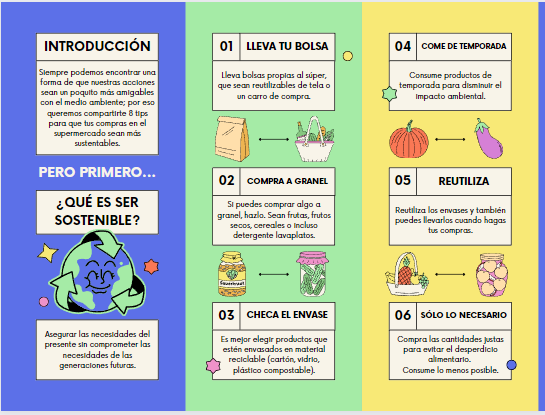 INTRODUCCIÓN
Siempre podemos encontrar una
forma de que nuestras acciones
sean un poquito más amigables
con el medio ambiente; por eso
queremos compartirte 8 tips
para que tus compras en el
supermercado sean más
sustentables.
PERO PRIMERO...
¿QUÉ ES SER
SOSTENIBLE?
Asegurar las necesidades del
presente sin comprometer las
necesidades de las
generaciones futuras.
01 LLEVA TU BOLSA
Lleva bolsas propias al súper,
que sean reutilizables de tela o
un carro de compra.
02 COMPRA A GRANEL
Si puedes comprar algo a
granel, hazlo. Sean frutas, frutos
secos, cereales o incluso
detergente lavaplatos.
Sauerkraut
03 CHECA EL ENVASE
Es mejor elegir productos que
estén envasados en material
reciclable (cartón, vidrio,
plástico compostable).
04 COME DE TEMPORADA
Consume productos de
temporada para disminuir el
impacto ambiental.
05 REUTILIZA
Reutiliza los envases y también
puedes llevarlos cuando hagas
tus compras.
06 SÓLO LO NECESARIO
Compra las cantidades justas
para evitar el desperdicio
alimentario.
Consume lo menos posible.